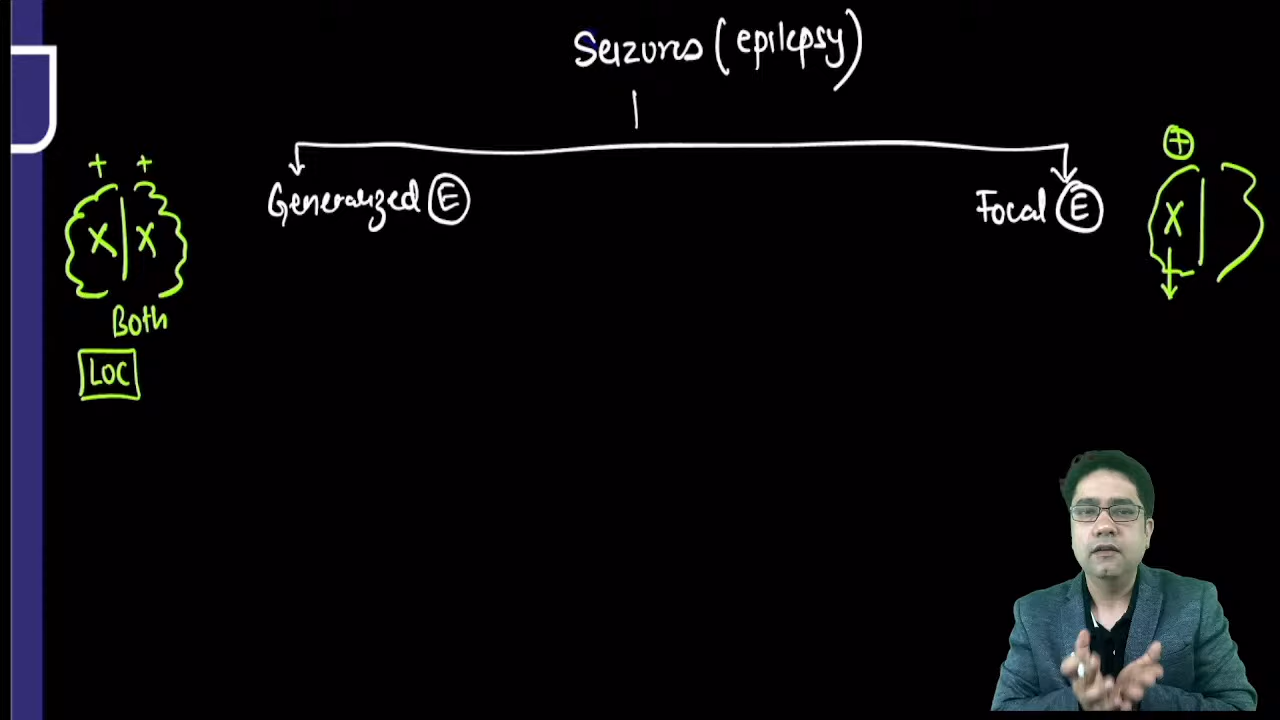 Seizures (epilepsy)
Generalized E
Focal E
+ +
X X
Both
LOC
+
X